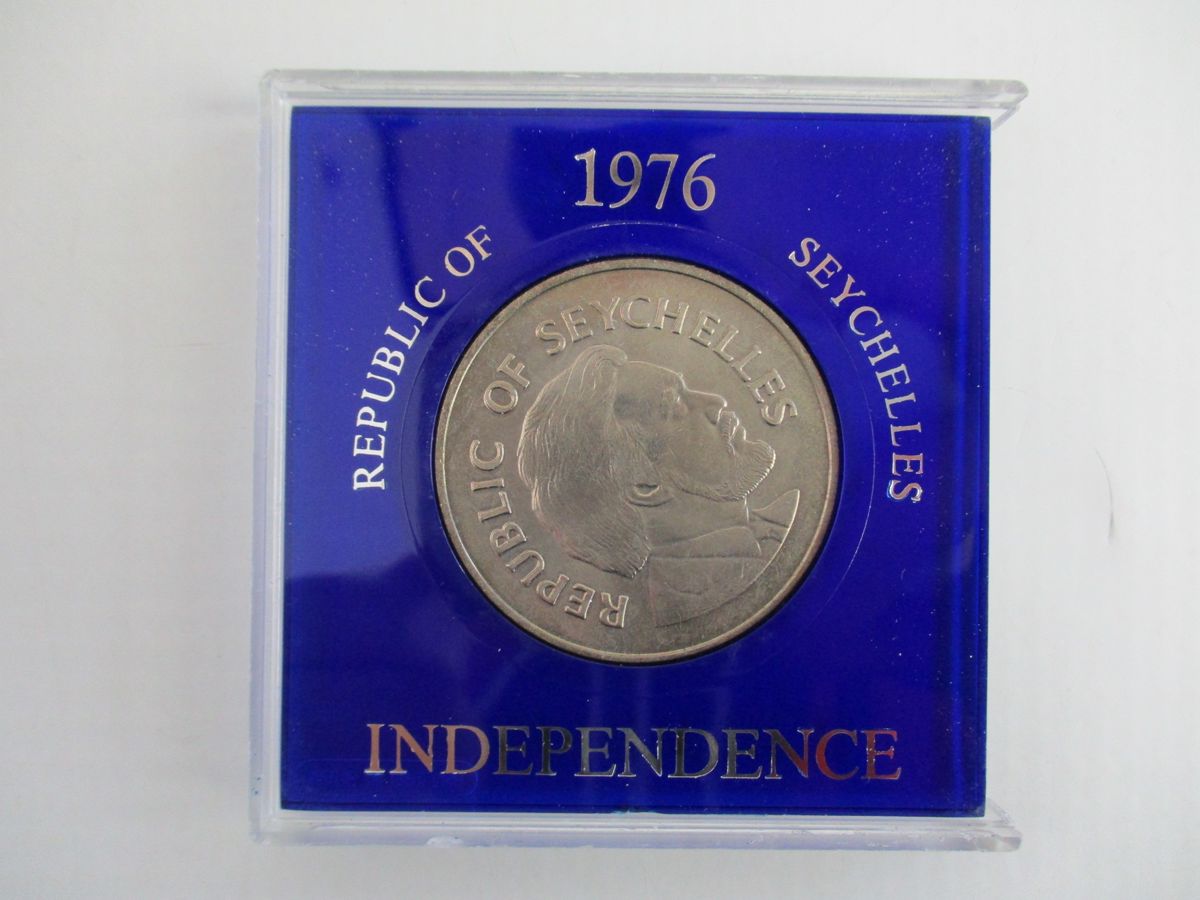 1976
REPUBLIC OF SEYCHELLES
REPUBLIC OF SEYCHELLES
INDEPENDENCE